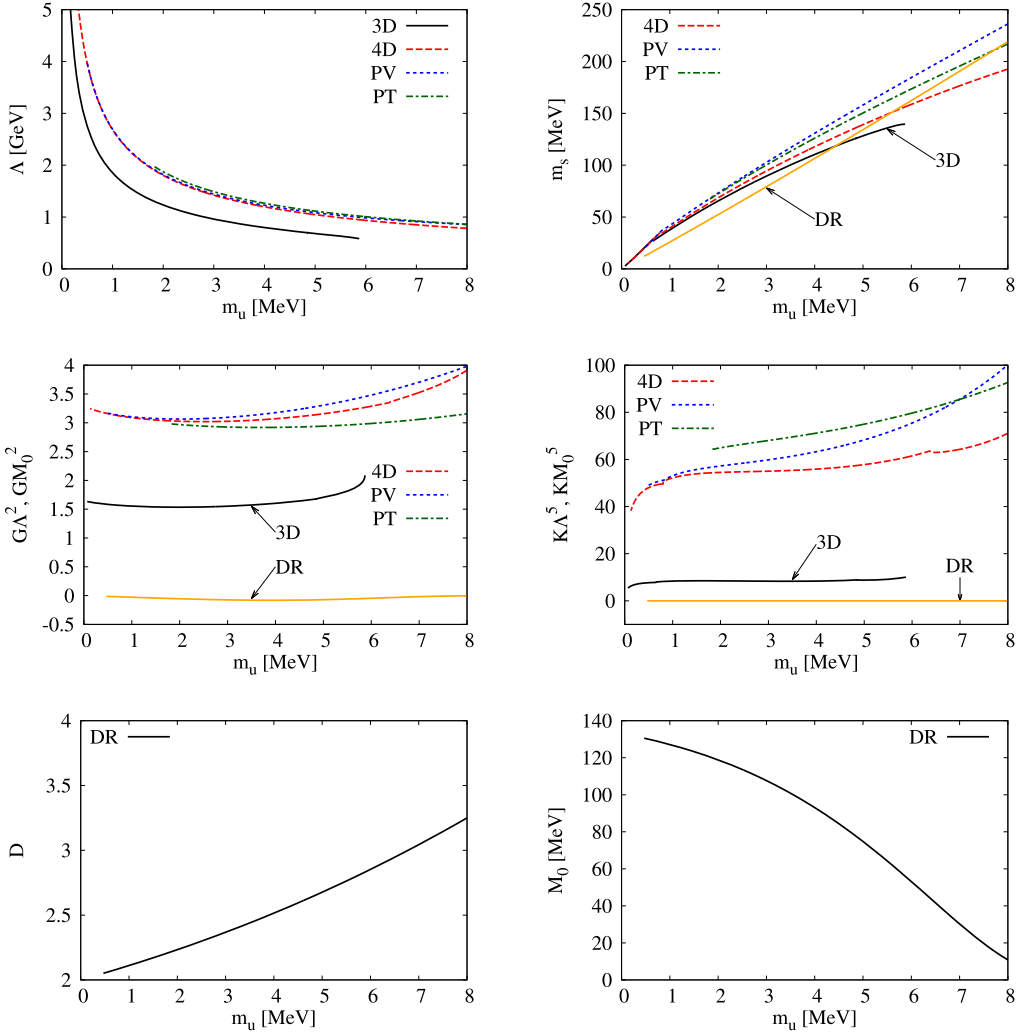 5
4
3
2
1
0
Λ [GeV]
3D
4D
PV
PT
0 1 2 3 4 5 6 7 8
m_u [MeV]
250
200
150
100
50
0
m_s [MeV]
4D
PV
PT
3D
DR
0 1 2 3 4 5 6 7 8
m_u [MeV]
4
3.5
3
2.5
2
1.5
1
0.5
0
-0.5
GΛ², GM₀²
4D
PV
PT
3D
DR
0 1 2 3 4 5 6 7 8
m_u [MeV]
100
80
60
40
20
0
KΛ⁵, KM₀⁵
4D
PV
PT
3D
DR
0 1 2 3 4 5 6 7 8
m_u [MeV]
4
3.5
3
2.5
2
D
DR
0 1 2 3 4 5 6 7 8
m_u [MeV]
140
120
100
80
60
40
20
0
M₀ [MeV]
DR
0 1 2 3 4 5 6 7 8
m_u [MeV]